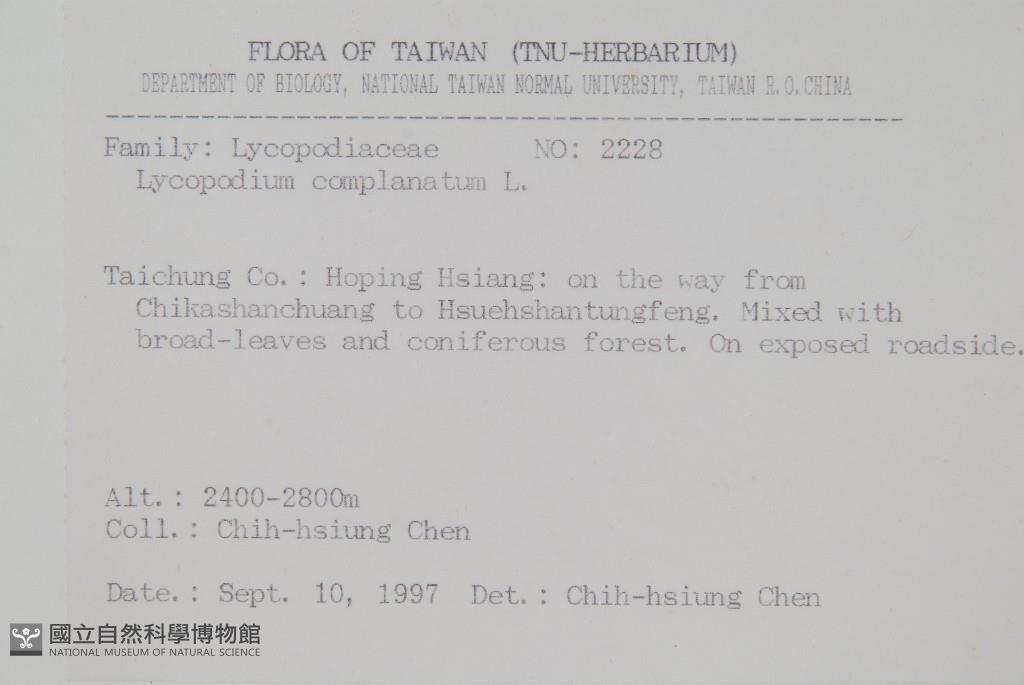 FLORA OF TAIWAN (TNU-HERBARIUM)
DEPARTMENT OF BIOLOGY, NATIONAL TAIWAN NORMAL UNIVERSITY, TAIWAN R.O.CHINA
Family: Lycopodiaceae NO: 2228
Lycopodium complanatum L.
Taichung Co.: Hoping Hsiang: on the way from
Chikashanchuang to Hsuehshantungfeng. Mixed with
broad-leaves and coniferous forest. On exposed roadside.
Alt.: 2400-2800m
Coll.: Chih-hsiung Chen
Date.: Sept. 10, 1997 Det.: Chih-hsiung Chen
國立自然科學博物館
NATIONAL MUSEUM OF NATURAL SCIENCE